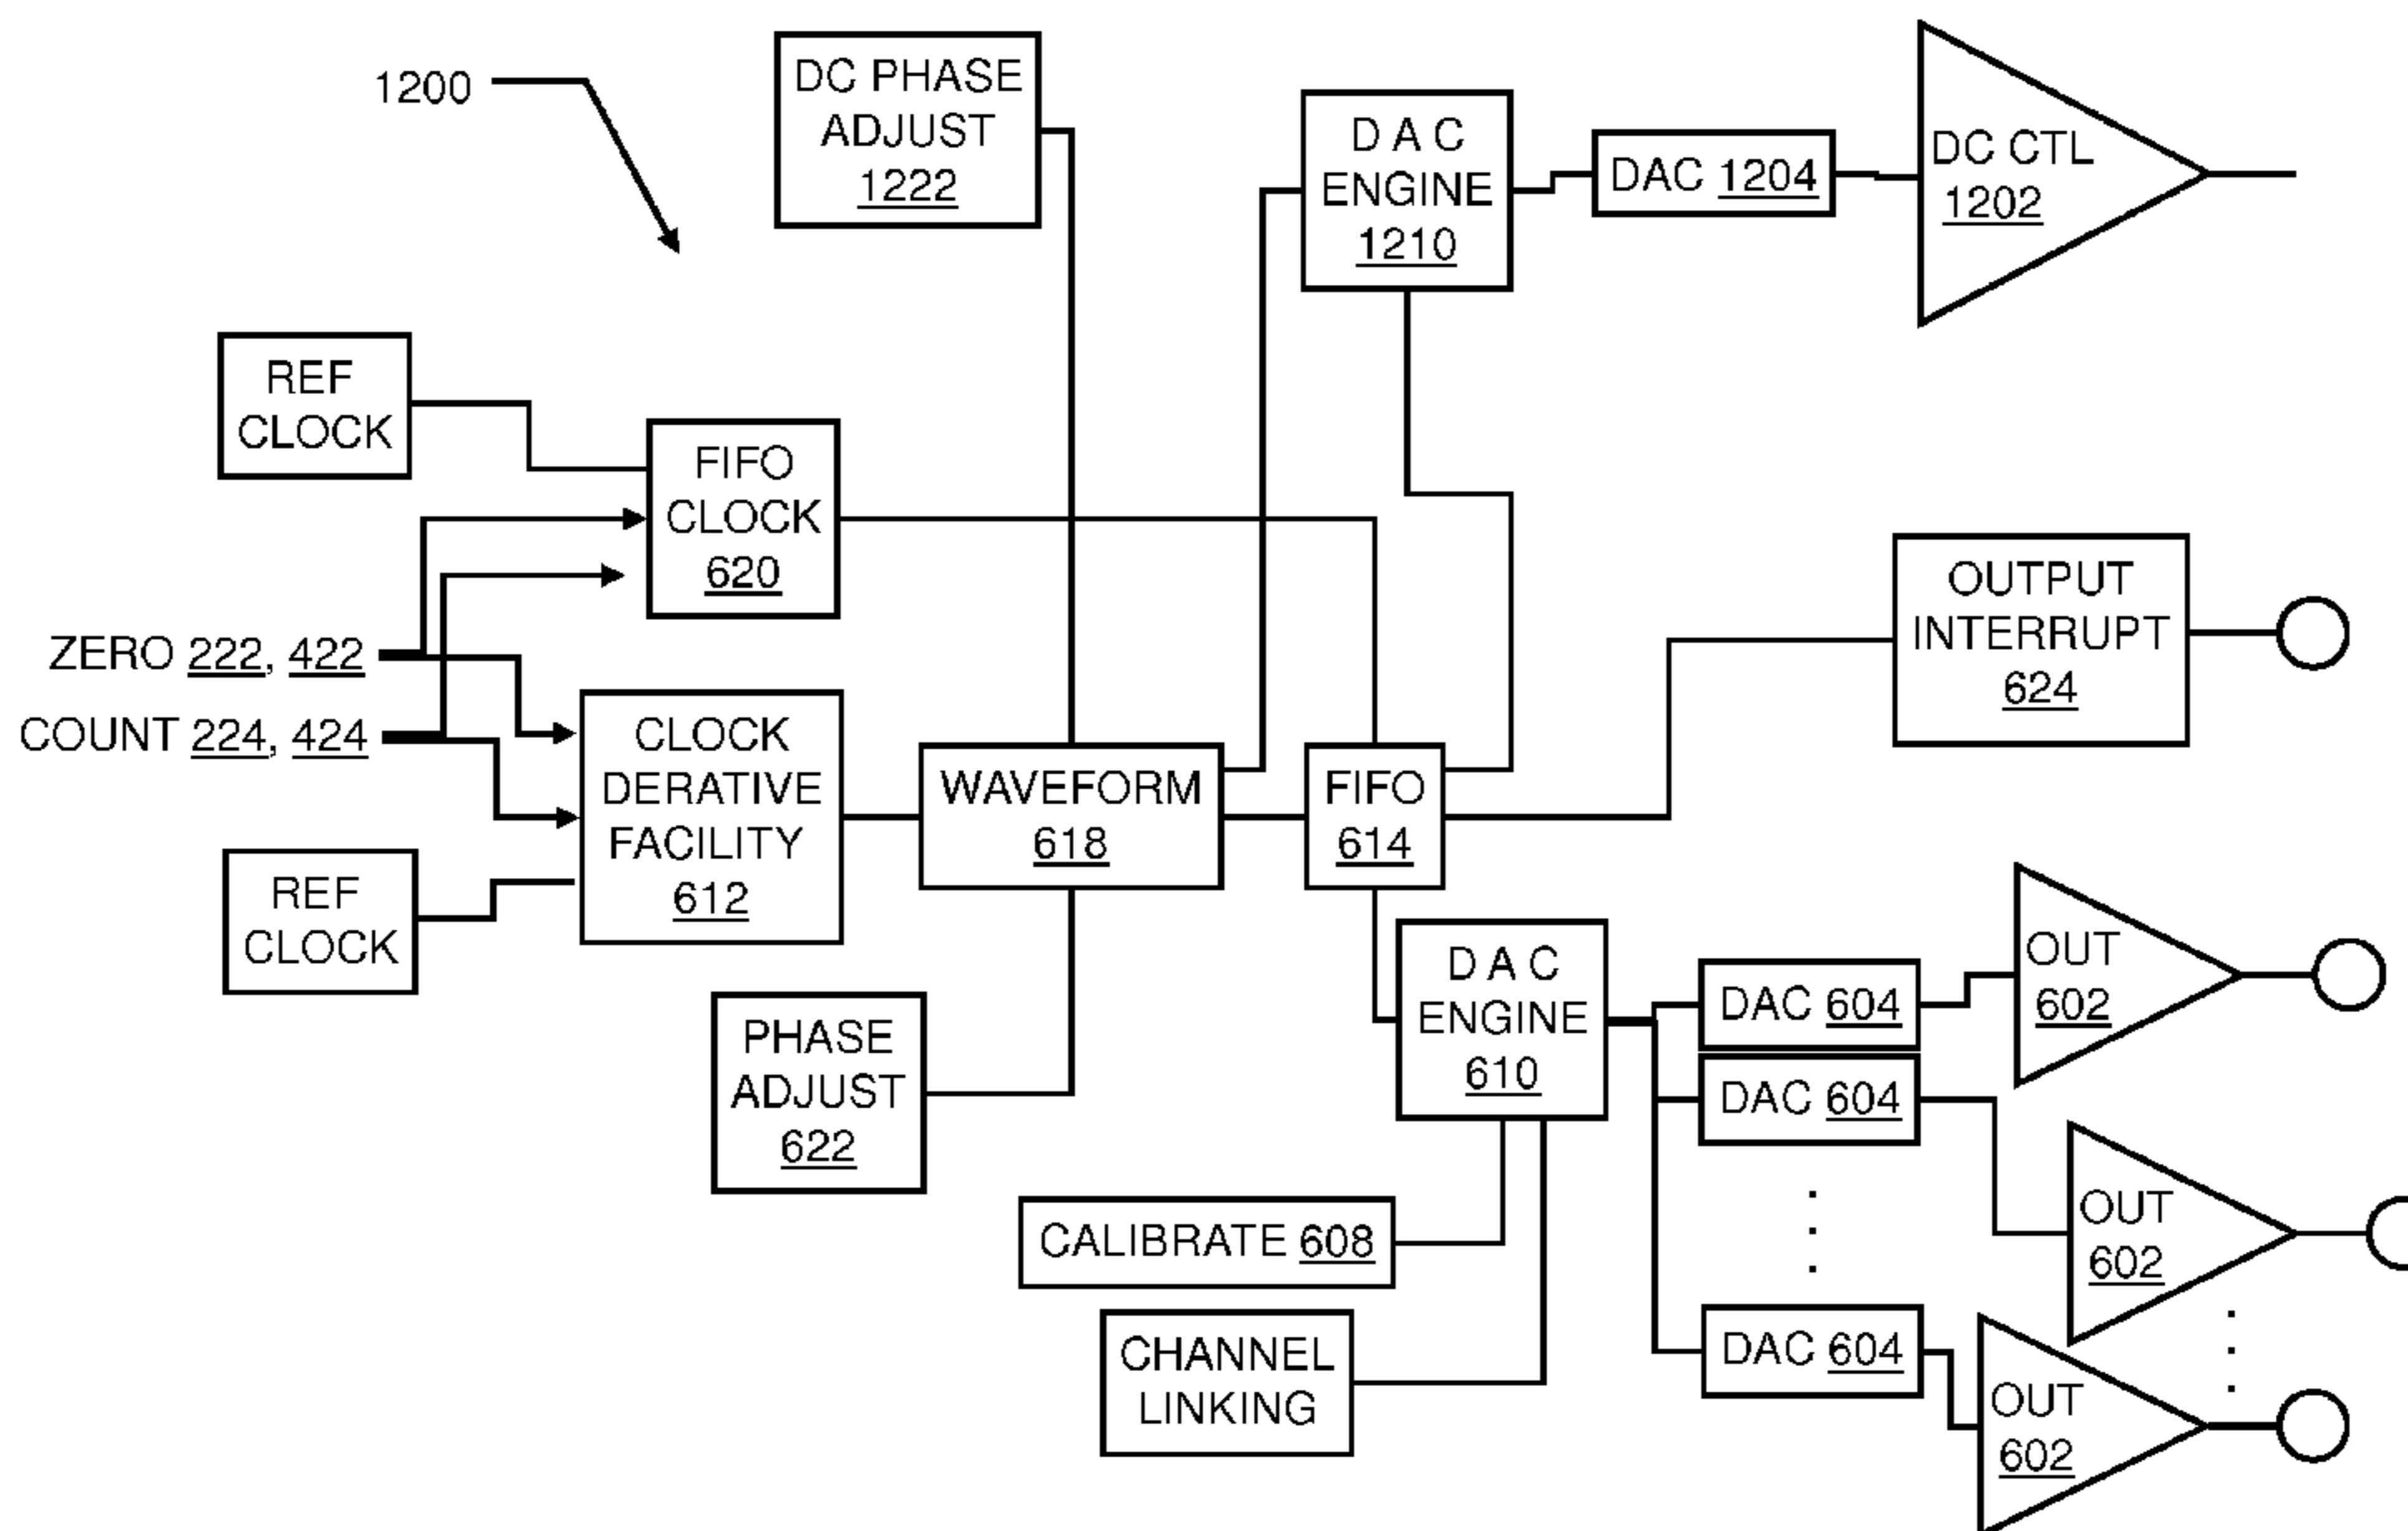 1200
DC PHASE
ADJUST
1222
D A C
ENGINE
1210
DAC 1204
DC CTL
1202
REF
CLOCK
FIFO
CLOCK
620
OUTPUT
INTERRUPT
624
ZERO 222, 422
COUNT 224, 424
CLOCK
DERATIVE
FACILITY
612
WAVEFORM
618
FIFO
614
REF
CLOCK
D A C
ENGINE
610
DAC 604
OUT
602
DAC 604
PHASE
ADJUST
622
OUT
602
CALIBRATE 608
CHANNEL
LINKING
DAC 604
OUT
602